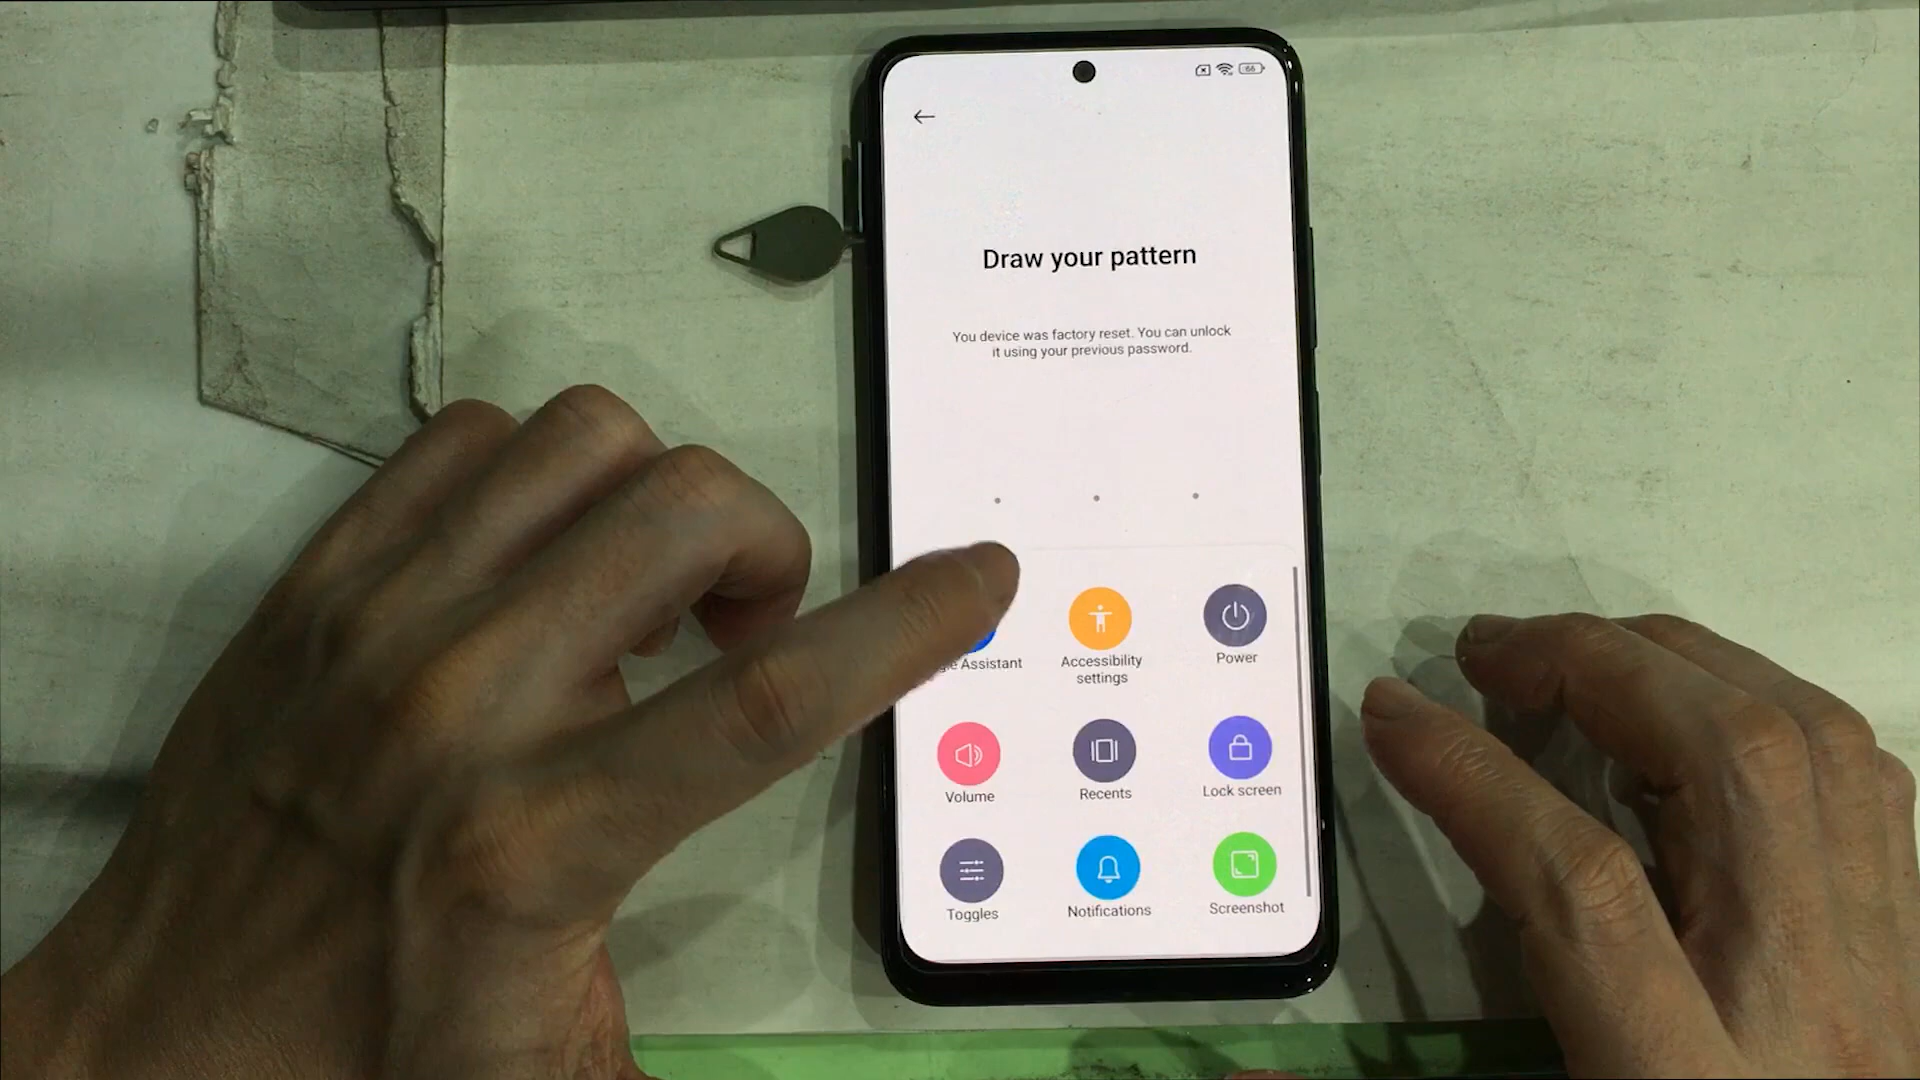 66
Draw your pattern
You device was factory reset. You can unlock
it using your previous password.
Assistant
Accessibility
settings
Power
Volume
Recents
Lock screen
Toggles
Notifications
Screenshot